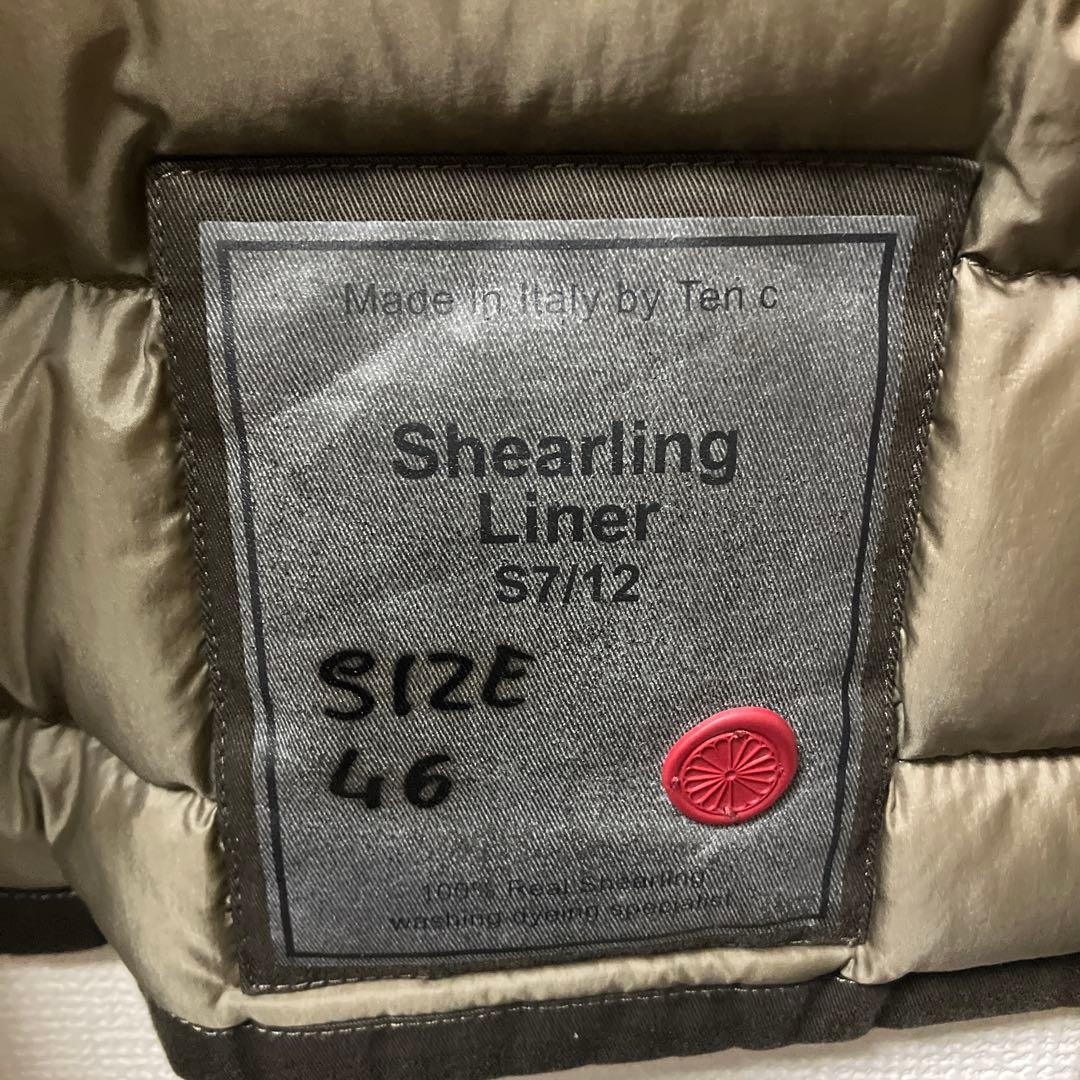 Made in Italy by Ten c
Shearling
Liner
S7/12
SIZE
46
100% Real Shearling
washing dyeing specialist